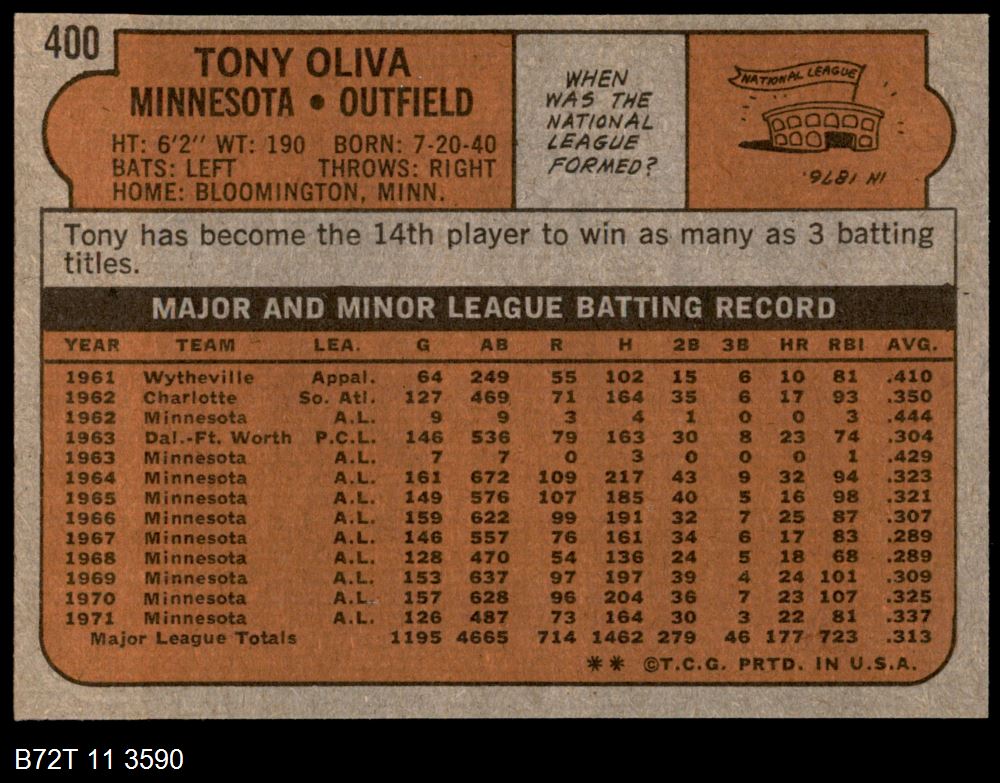 400
TONY OLIVA
MINNESOTA • OUTFIELD
HT: 6'2" WT: 190 BORN: 7-20-40
BATS: LEFT THROWS: RIGHT
HOME: BLOOMINGTON, MINN.
WHEN
WAS THE
NATIONAL
LEAGUE
FORMED?
NATIONAL LEAGUE
IN 1876.
Tony has become the 14th player to win as many as 3 batting
titles.
MAJOR AND MINOR LEAGUE BATTING RECORD
YEAR TEAM LEA. G AB R H 2B 3B HR RBI AVG.
1961 Wytheville Appal. 64 249 55 102 15 6 10 81 .410
1962 Charlotte So. Atl. 127 469 71 164 35 6 17 93 .350
1962 Minnesota A.L. 9 9 3 4 1 0 0 3 .444
1963 Dal.-Ft. Worth P.C.L. 146 536 79 163 30 8 23 74 .304
1963 Minnesota A.L. 7 7 0 3 0 0 0 1 .429
1964 Minnesota A.L. 161 672 109 217 43 9 32 94 .323
1965 Minnesota A.L. 149 576 107 185 40 5 16 98 .321
1966 Minnesota A.L. 159 622 99 191 32 7 25 87 .307
1967 Minnesota A.L. 146 557 76 161 34 6 17 83 .289
1968 Minnesota A.L. 128 470 54 136 24 5 18 68 .289
1969 Minnesota A.L. 153 637 97 197 39 4 24 101 .309
1970 Minnesota A.L. 157 628 96 204 36 7 23 107 .325
1971 Minnesota A.L. 126 487 73 164 30 3 22 81 .337
Major League Totals 1195 4665 714 1462 279 46 177 723 .313
** ©T.C.G. PRTD. IN U.S.A.
B72T 11 3590